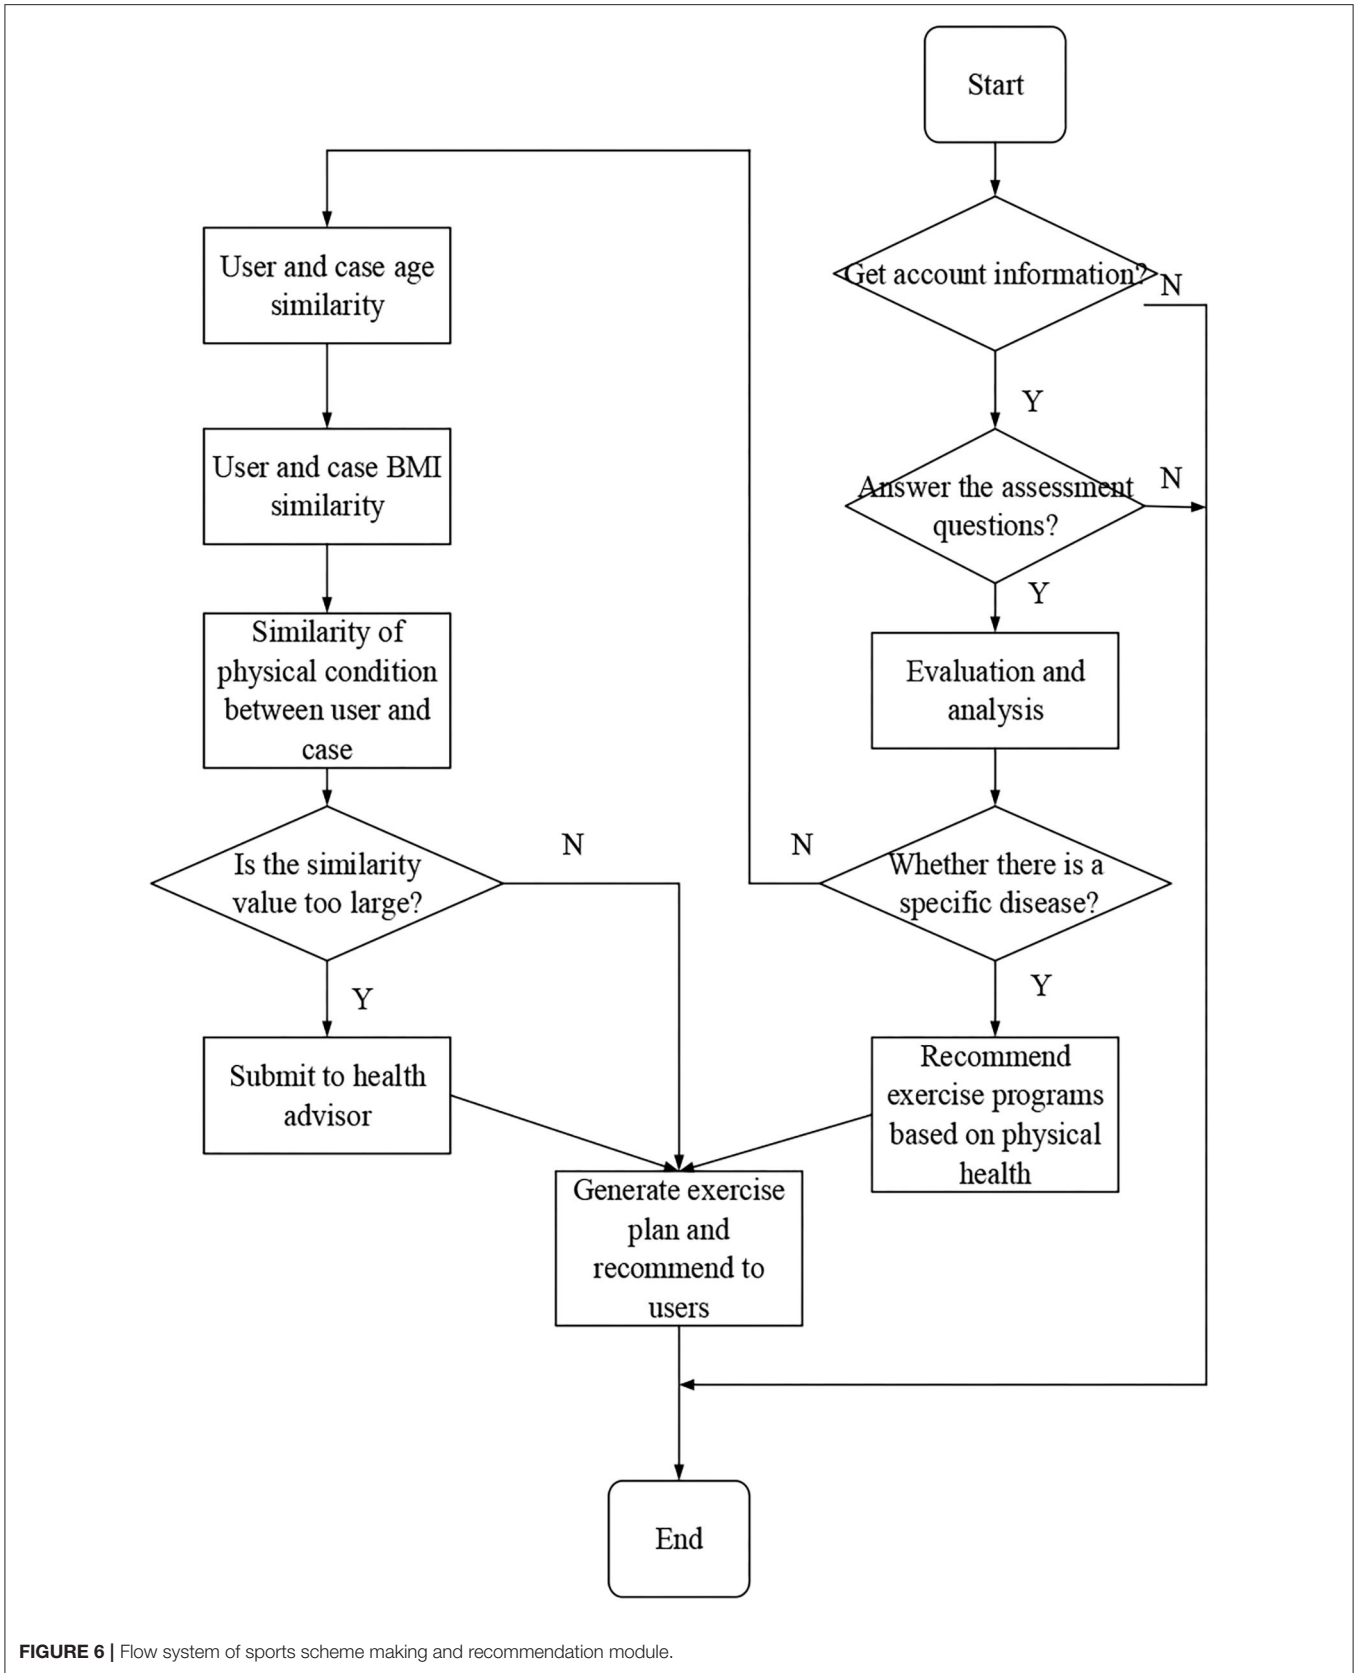 Start
Get account information?
N
Y
Answer the assessment
questions?
N
Y
Evaluation and
analysis
Whether there is a
specific disease?
N
Y
Recommend
exercise programs
based on physical
health
User and case age
similarity
User and case BMI
similarity
Similarity of
physical condition
between user and
case
Is the similarity
value too large?
N
Y
Submit to health
advisor
Generate exercise
plan and
recommend to
users
End
FIGURE 6 | Flow system of sports scheme making and recommendation module.